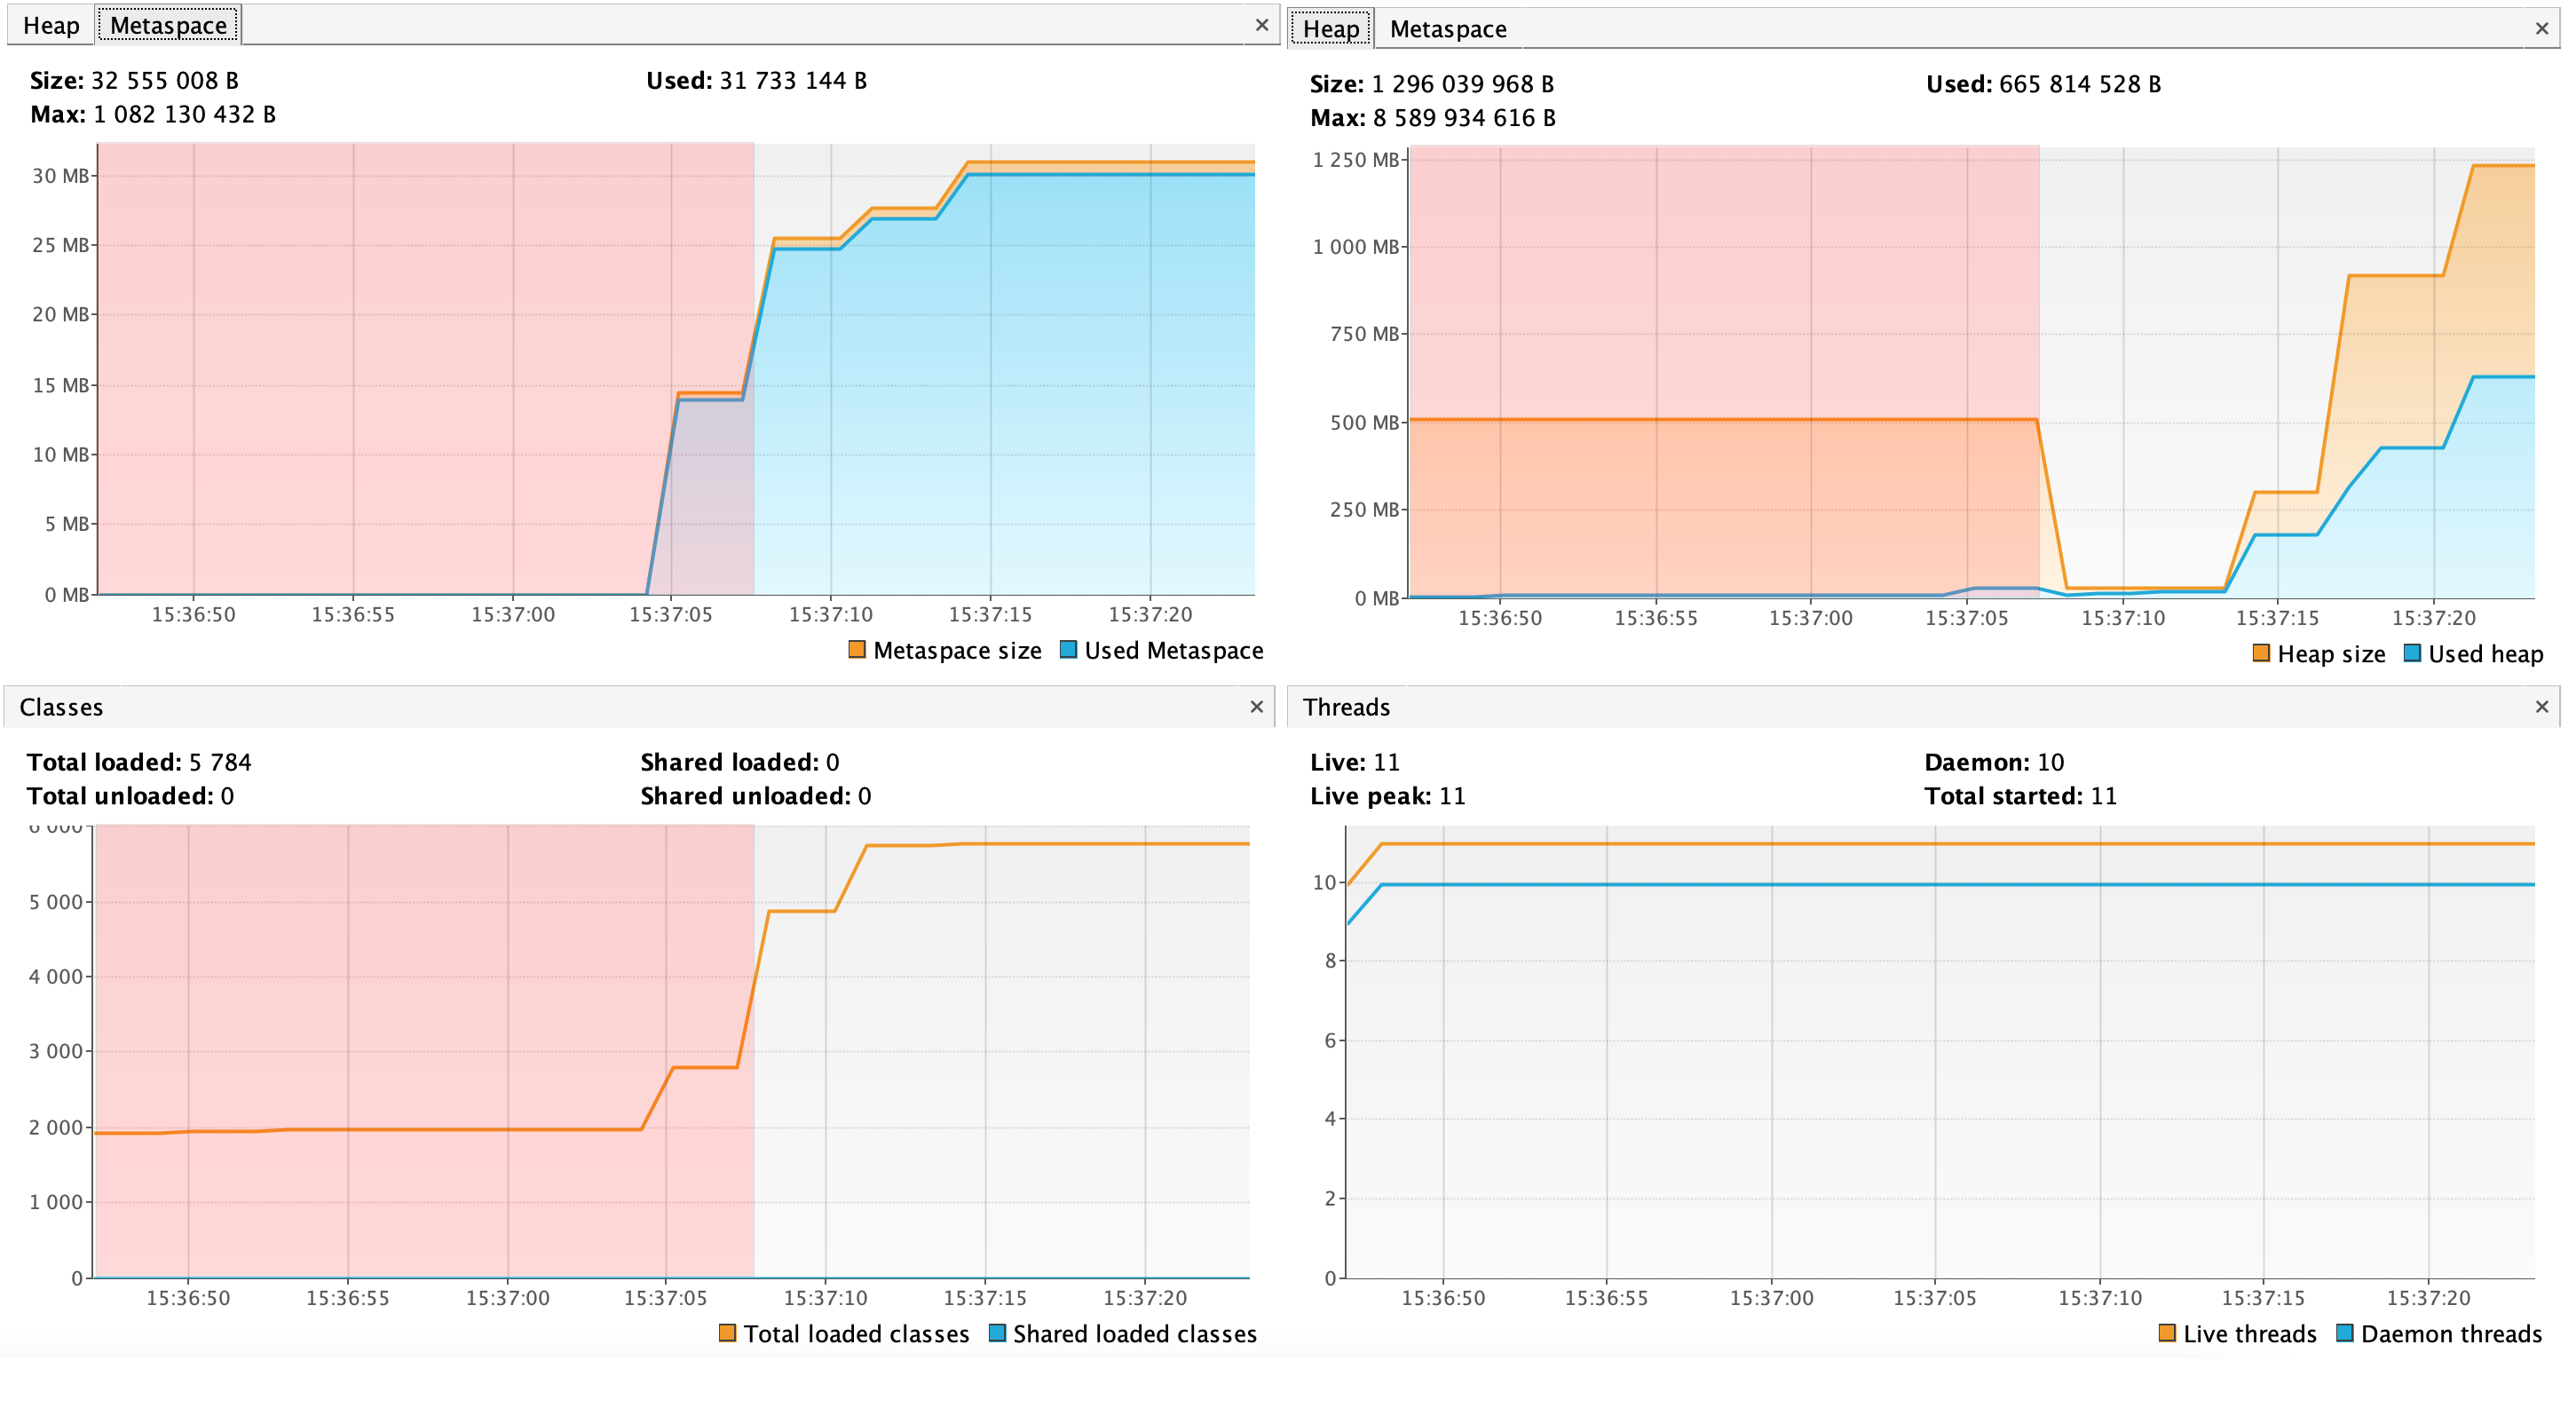 Heap Metaspace ×
Size: 32 555 008 B Used: 31 733 144 B
Max: 1 082 130 432 B
30 MB
25 MB
20 MB
15 MB
10 MB
5 MB
0 MB
15:36:50 15:36:55 15:37:00 15:37:05 15:37:10 15:37:15 15:37:20
Metaspace size Used Metaspace
Heap Metaspace ×
Size: 1 296 039 968 B Used: 665 814 528 B
Max: 8 589 934 616 B
1 250 MB
1 000 MB
750 MB
500 MB
250 MB
0 MB
15:36:50 15:36:55 15:37:00 15:37:05 15:37:10 15:37:15 15:37:20
Heap size Used heap
Classes ×
Total loaded: 5 784 Shared loaded: 0
Total unloaded: 0 Shared unloaded: 0
6 000
5 000
4 000
3 000
2 000
1 000
0
15:36:50 15:36:55 15:37:00 15:37:05 15:37:10 15:37:15 15:37:20
Total loaded classes Shared loaded classes
Threads ×
Live: 11 Daemon: 10
Live peak: 11 Total started: 11
10
8
6
4
2
0
15:36:50 15:36:55 15:37:00 15:37:05 15:37:10 15:37:15 15:37:20
Live threads Daemon threads